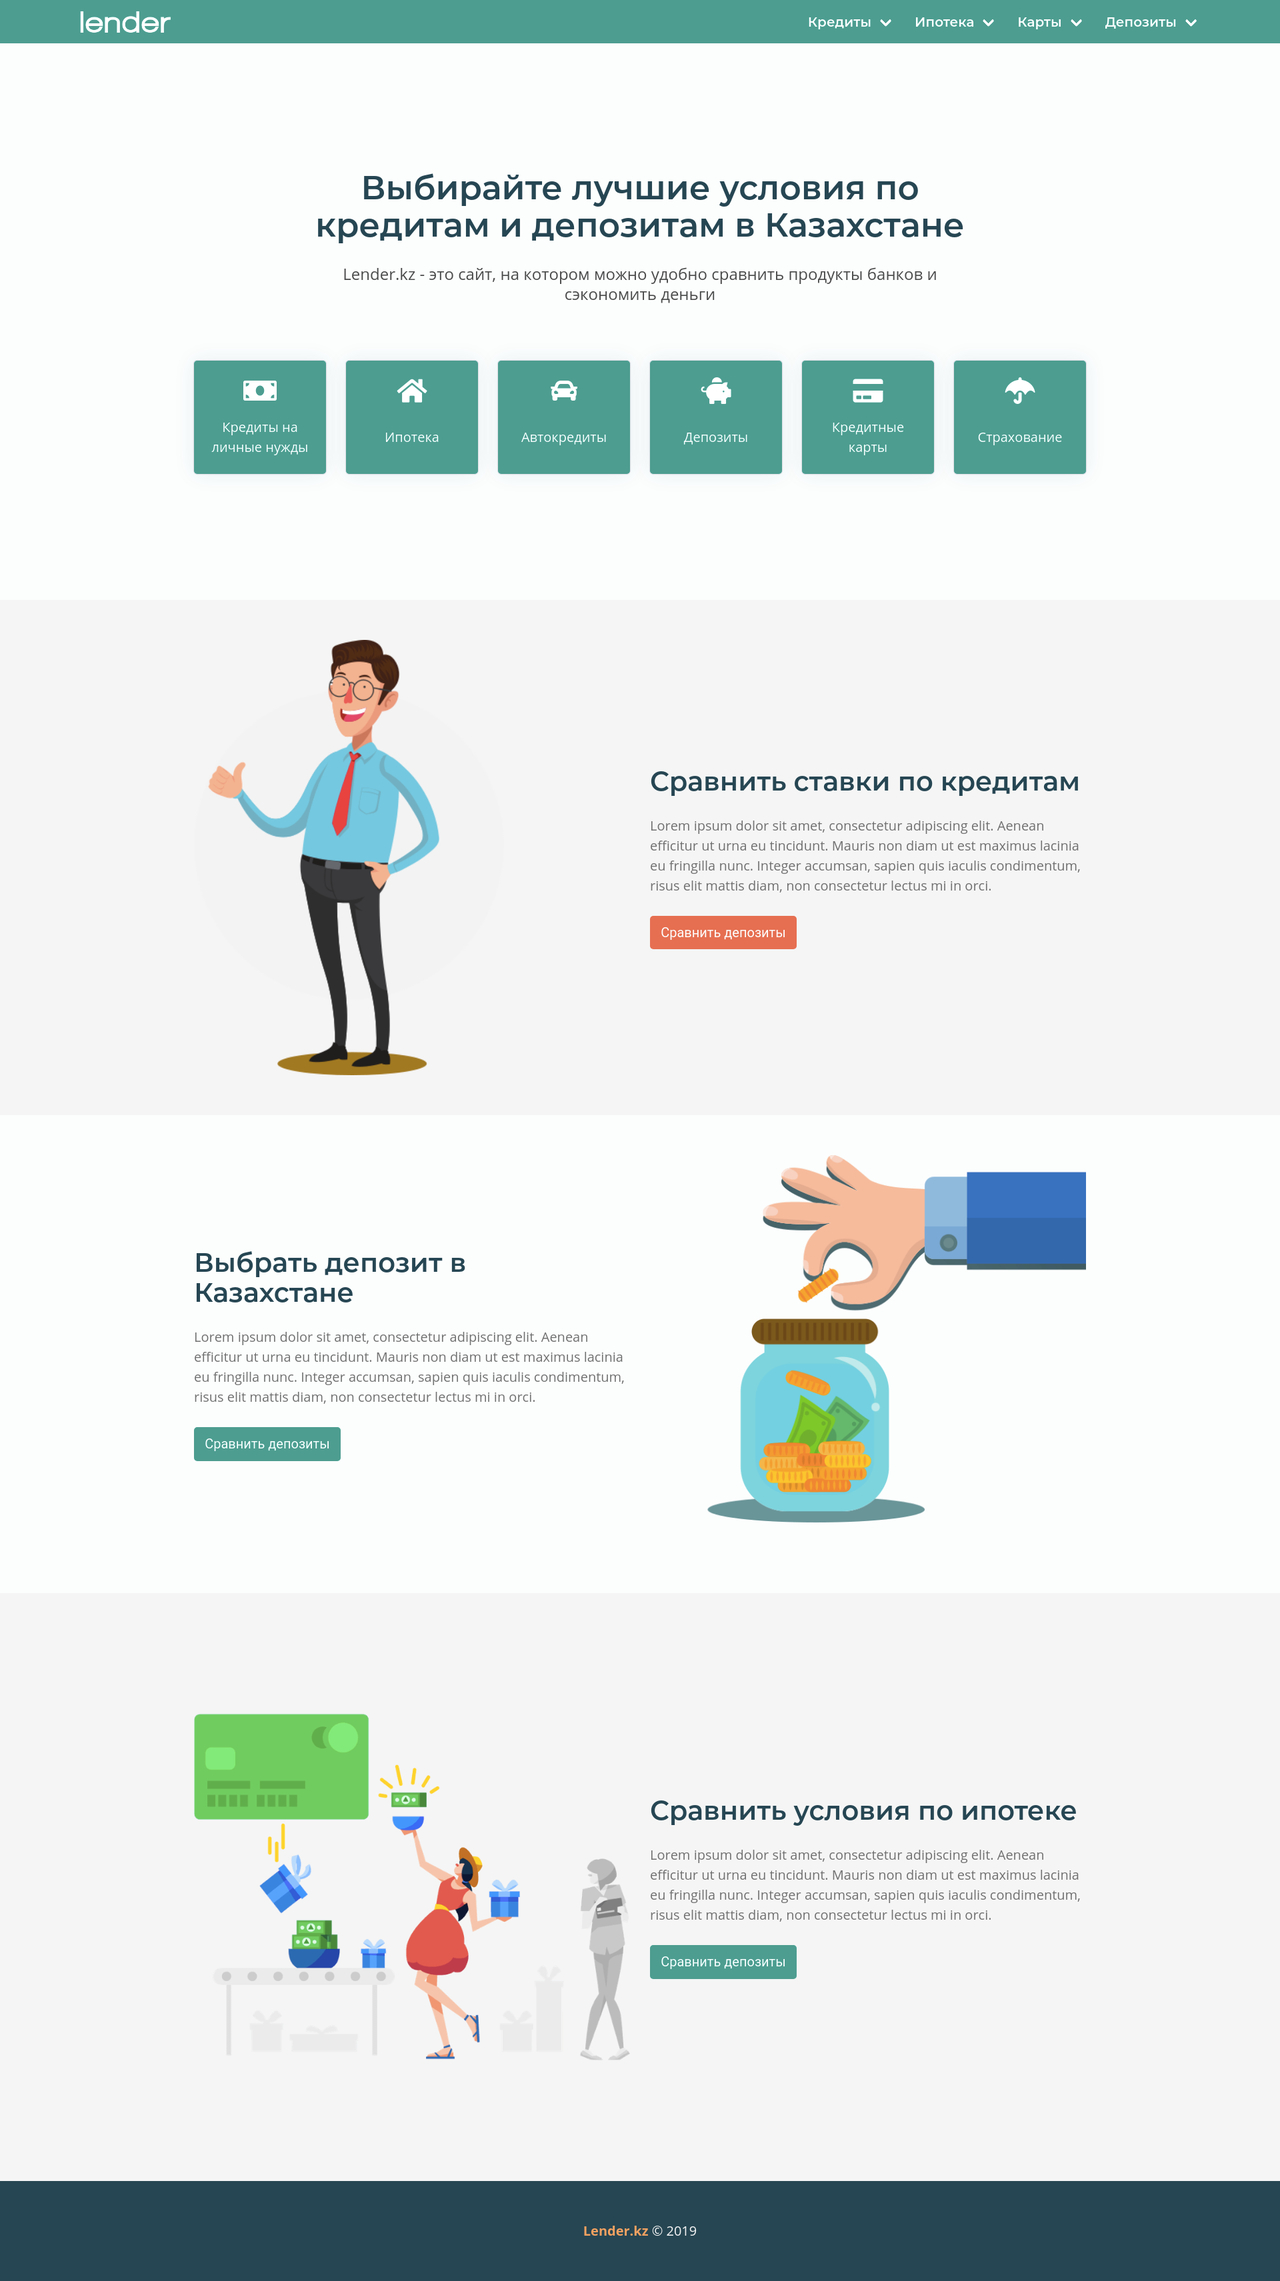 lender
Кредиты
Ипотека
Карты
Депозиты
Выбирайте лучшие условия по
кредитам и депозитам в Казахстане
Lender.kz - это сайт, на котором можно удобно сравнить продукты банков и
сэкономить деньги
Кредиты на
личные нужды
Ипотека
Автокредиты
Депозиты
Кредитные
карты
Страхование
Сравнить ставки по кредитам
Lorem ipsum dolor sit amet, consectetur adipiscing elit. Aenean
efficitur ut urna eu tincidunt. Mauris non diam ut est maximus lacinia
eu fringilla nunc. Integer accumsan, sapien quis iaculis condimentum,
risus elit mattis diam, non consectetur lectus mi in orci.
Сравнить депозиты
Выбрать депозит в
Казахстане
Lorem ipsum dolor sit amet, consectetur adipiscing elit. Aenean
efficitur ut urna eu tincidunt. Mauris non diam ut est maximus lacinia
eu fringilla nunc. Integer accumsan, sapien quis iaculis condimentum,
risus elit mattis diam, non consectetur lectus mi in orci.
Сравнить депозиты
Сравнить условия по ипотеке
Lorem ipsum dolor sit amet, consectetur adipiscing elit. Aenean
efficitur ut urna eu tincidunt. Mauris non diam ut est maximus lacinia
eu fringilla nunc. Integer accumsan, sapien quis iaculis condimentum,
risus elit mattis diam, non consectetur lectus mi in orci.
Сравнить депозиты
Lender.kz © 2019